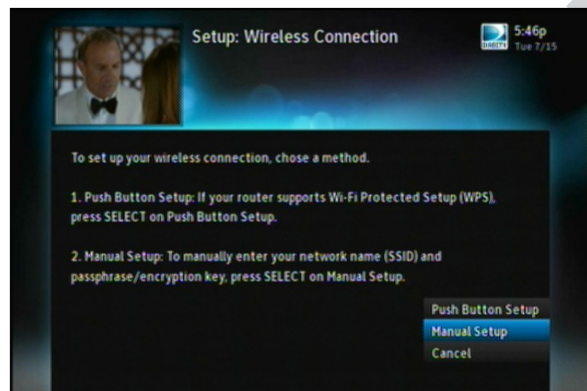 Setup: Wireless Connection
5:46p
DIRECTV
Tue 7/15
To set up your wireless connection, chose a method.
1. Push Button Setup: If your router supports Wi-Fi Protected Setup (WPS),
press SELECT on Push Button Setup.
2. Manual Setup: To manually enter your network name (SSID) and
passphrase/encryption key, press SELECT on Manual Setup.
Push Button Setup
Manual Setup
Cancel